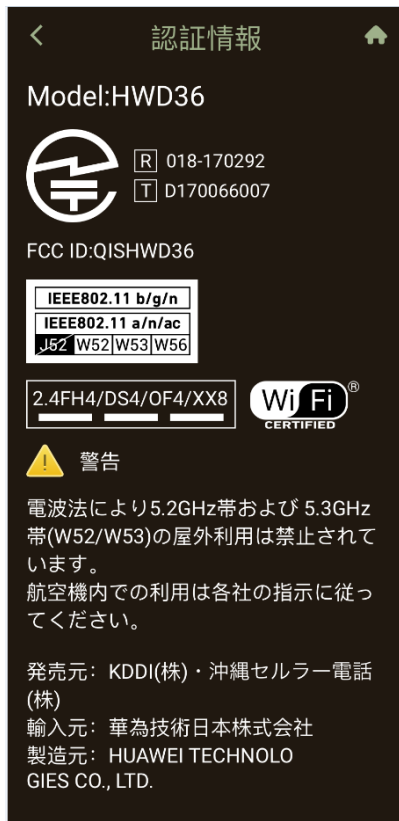 認証情報
Model:HWD36
R 018-170292
T D170066007
FCC ID:QISHWD36
IEEE802.11 b/g/n
IEEE802.11 a/n/ac
J52 W52 W53 W56
2.4FH4/DS4/OF4/XX8
Wi Fi ®
CERTIFIED
警告
電波法により5.2GHz帯および 5.3GHz
帯(W52/W53)の屋外利用は禁止されて
います。
航空機内での利用は各社の指示に従っ
てください。
発売元：KDDI(株)・沖縄セルラー電話
(株)
輸入元：華為技術日本株式会社
製造元：HUAWEI TECHNOLO
GIES CO., LTD.